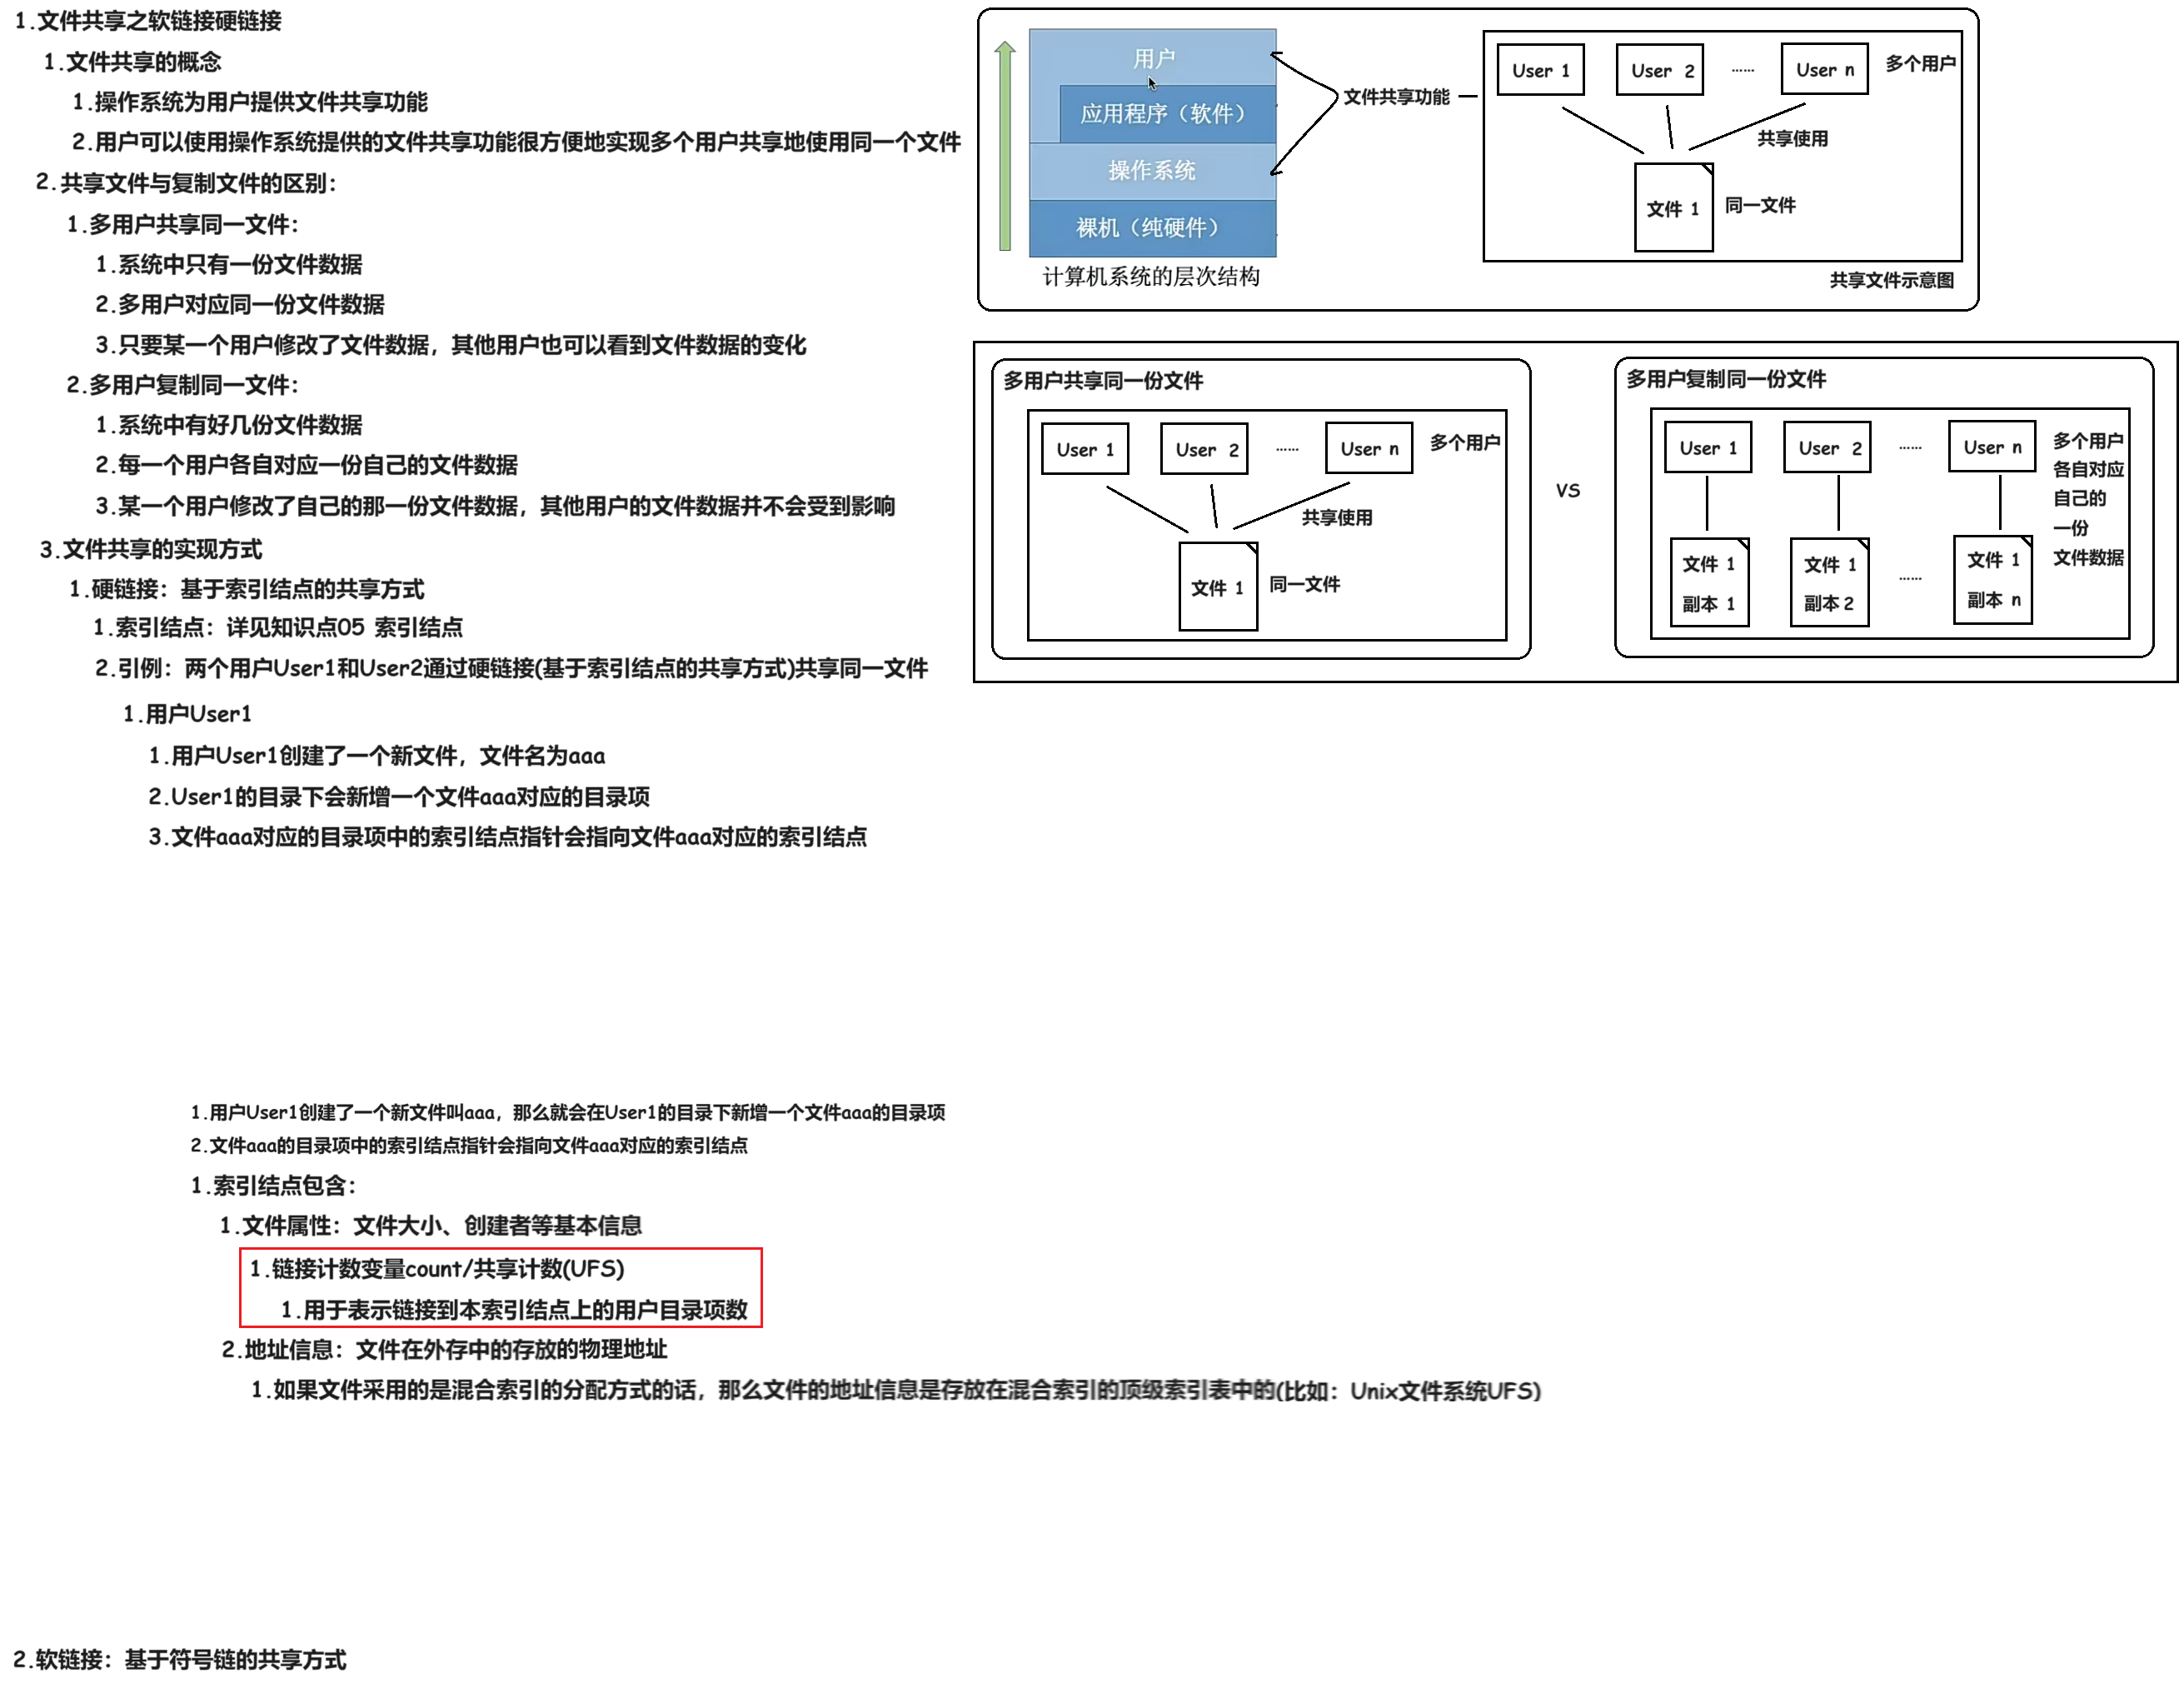 1.文件共享之软链接硬链接
1.文件共享的概念
1.操作系统为用户提供文件共享功能
2.用户可以使用操作系统提供的文件共享功能很方便地实现多个用户共享地使用同一个文件
2.共享文件与复制文件的区别：
1.多用户共享同一文件：
1.系统中只有一份文件数据
2.多用户对应同一份文件数据
3.只要某一个用户修改了文件数据，其他用户也可以看到文件数据的变化
2.多用户复制同一文件：
1.系统中有好几份文件数据
2.每一个用户各自对应一份自己的文件数据
3.某一个用户修改了自己的那一份文件数据，其他用户的文件数据并不会受到影响
3.文件共享的实现方式
1.硬链接：基于索引结点的共享方式
1.索引结点：详见知识点05 索引结点
2.引例：两个用户User1和User2通过硬链接(基于索引结点的共享方式)共享同一文件
1.用户User1
1.用户User1创建了一个新文件，文件名为aaa
2.User1的目录下会新增一个文件aaa对应的目录项
3.文件aaa对应的目录项中的索引结点指针会指向文件aaa对应的索引结点
1.用户User1创建了一个新文件叫aaa，那么就会在User1的目录下新增一个文件aaa的目录项
2.文件aaa的目录项中的索引结点指针会指向文件aaa对应的索引结点
1.索引结点包含：
1.文件属性：文件大小、创建者等基本信息
1.链接计数变量count/共享计数(UFS)
1.用于表示链接到本索引结点上的用户目录项数
2.地址信息：文件在外存中的存放的物理地址
1.如果文件采用的是混合索引的分配方式的话，那么文件的地址信息是存放在混合索引的顶级索引表中的(比如：Unix文件系统UFS)
2.软链接：基于符号链的共享方式
用户
应用程序（软件）
操作系统
裸机（纯硬件）
计算机系统的层次结构
文件共享功能
User 1
User 2
……
User n
多个用户
共享使用
文件 1
同一文件
共享文件示意图
多用户共享同一份文件
User 1
User 2
……
User n
多个用户
共享使用
文件 1
同一文件
VS
多用户复制同一份文件
User 1
User 2
……
User n
多个用户
各自对应
自己的
一份
文件数据
文件 1
副本 1
文件 1
副本 2
……
文件 1
副本 n